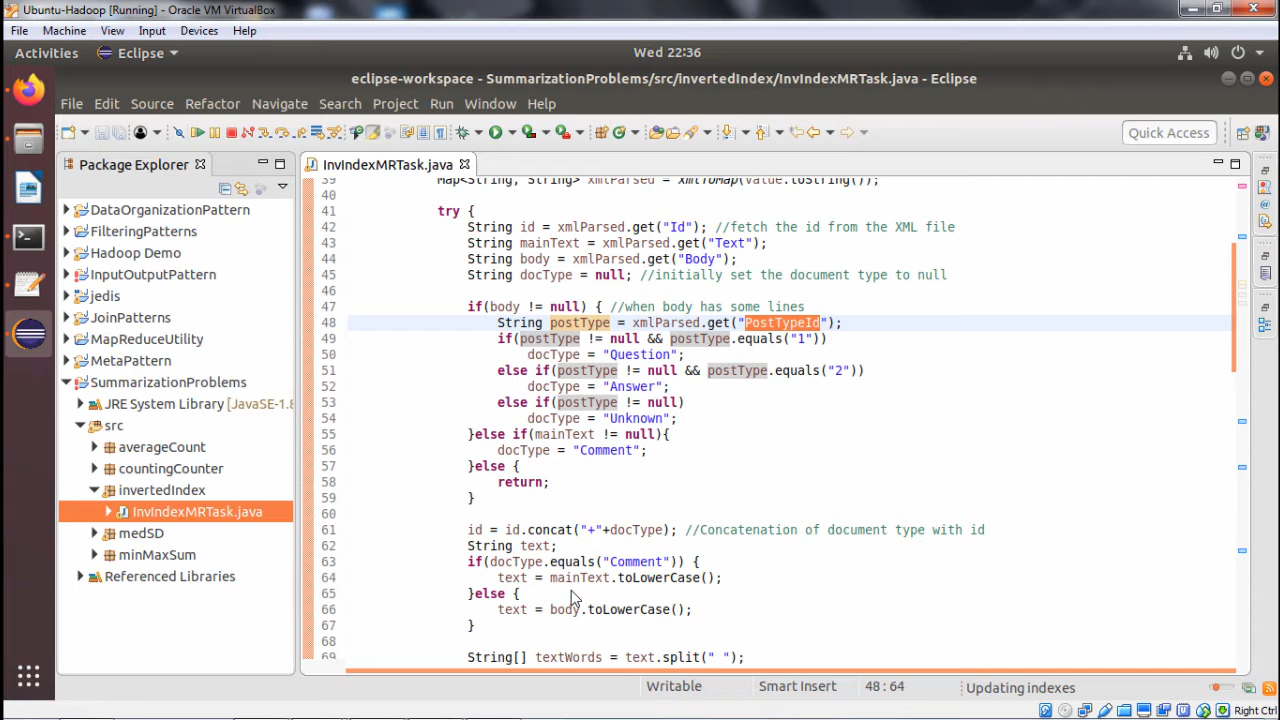 Ubuntu-Hadoop [Running] - Oracle VM VirtualBox
File Machine View Input Devices Help
Activities Eclipse Wed 22:36
eclipse-workspace - SummarizationProblems/src/invertedIndex/InvIndexMRTask.java - Eclipse
File Edit Source Refactor Navigate Search Project Run Window Help
Quick Access
Package Explorer
DataOrganizationPattern
FilteringPatterns
Hadoop Demo
InputOutputPattern
jedis
JoinPatterns
MapReduceUtility
MetaPattern
SummarizationProblems
JRE System Library [JavaSE-1.8
src
averageCount
countingCounter
invertedIndex
InvIndexMRTask.java
medSD
minMaxSum
Referenced Libraries
InvIndexMRTask.java
39 Map<String, String> xmlParsed = xmlToMap(value.toString());
40
41 try {
42 String id = xmlParsed.get("Id"); //fetch the id from the XML file
43 String mainText = xmlParsed.get("Text");
44 String body = xmlParsed.get("Body");
45 String docType = null; //initially set the document type to null
46
47 if(body != null) { //when body has some lines
48 String postType = xmlParsed.get("PostTypeId");
49 if(postType != null && postType.equals("1"))
50 docType = "Question";
51 else if(postType != null && postType.equals("2"))
52 docType = "Answer";
53 else if(postType != null)
54 docType = "Unknown";
55 }else if(mainText != null){
56 docType = "Comment";
57 }else {
58 return;
59 }
60
61 id = id.concat("+"+docType); //Concatenation of document type with id
62 String text;
63 if(docType.equals("Comment")) {
64 text = mainText.toLowerCase();
65 }else {
66 text = body.toLowerCase();
67 }
68
69 String[] textWords = text.split(" ");
Writable Smart Insert 48:64 Updating indexes
Right Ctrl